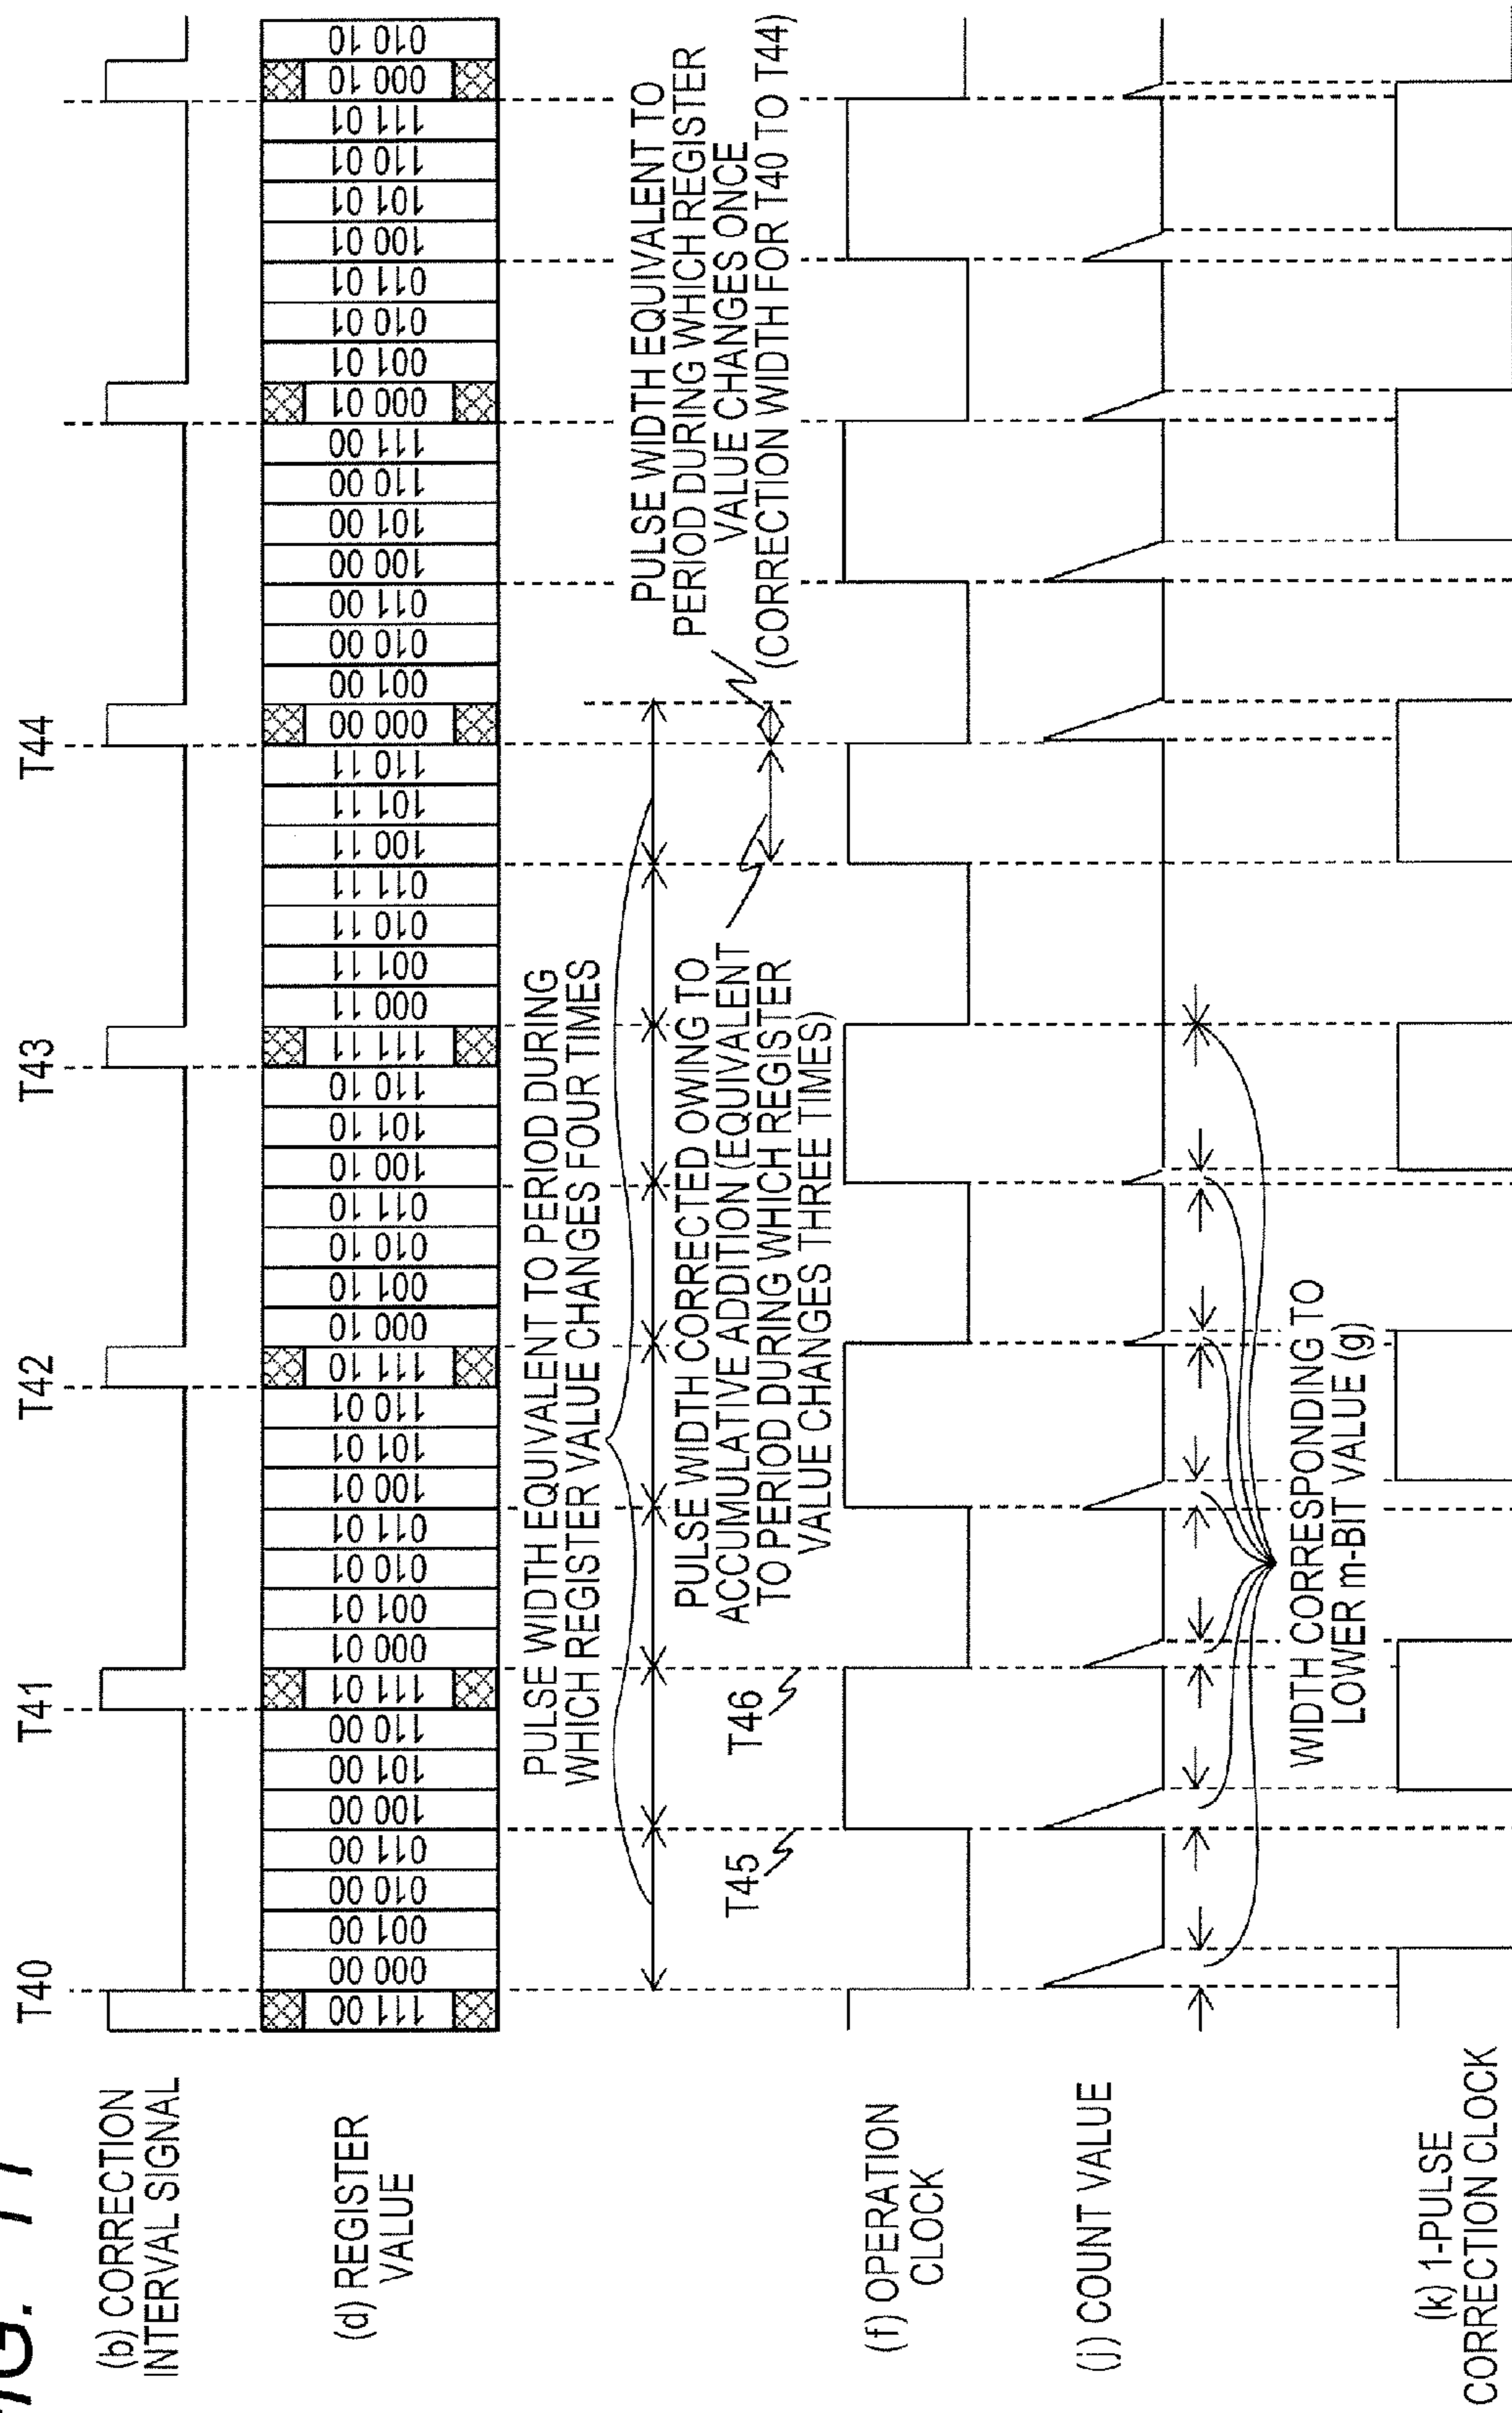 FIG.
T40
T41
T42
T43
T44
(b) CORRECTION
INTERVAL SIGNAL
(d) REGISTER
VALUE
111 00
000 00
001 00
010 00
011 00
100 00
101 00
110 00
111 01
000 01
001 01
010 01
011 01
100 01
101 01
110 01
111 10
000 10
001 10
010 10
011 10
100 10
101 10
110 10
111 11
000 11
001 11
010 11
011 11
100 11
101 11
110 11
000 00
001 00
010 00
011 00
100 00
101 00
110 00
111 00
000 01
001 01
010 01
011 01
100 01
101 01
110 01
111 01
000 10
010 10
PULSE WIDTH EQUIVALENT TO PERIOD DURING
WHICH REGISTER VALUE CHANGES FOUR TIMES
PULSE WIDTH EQUIVALENT TO
PERIOD DURING WHICH REGISTER
VALUE CHANGES ONCE
(CORRECTION WIDTH FOR T40 TO T44)
PULSE WIDTH CORRECTED OWING TO
ACCUMULATIVE ADDITION (EQUIVALENT
TO PERIOD DURING WHICH REGISTER
VALUE CHANGES THREE TIMES)
T45
T46
(f) OPERATION
CLOCK
(j) COUNT VALUE
WIDTH CORRESPONDING TO
LOWER m-BIT VALUE (g)
(k) 1-PULSE
CORRECTION CLOCK